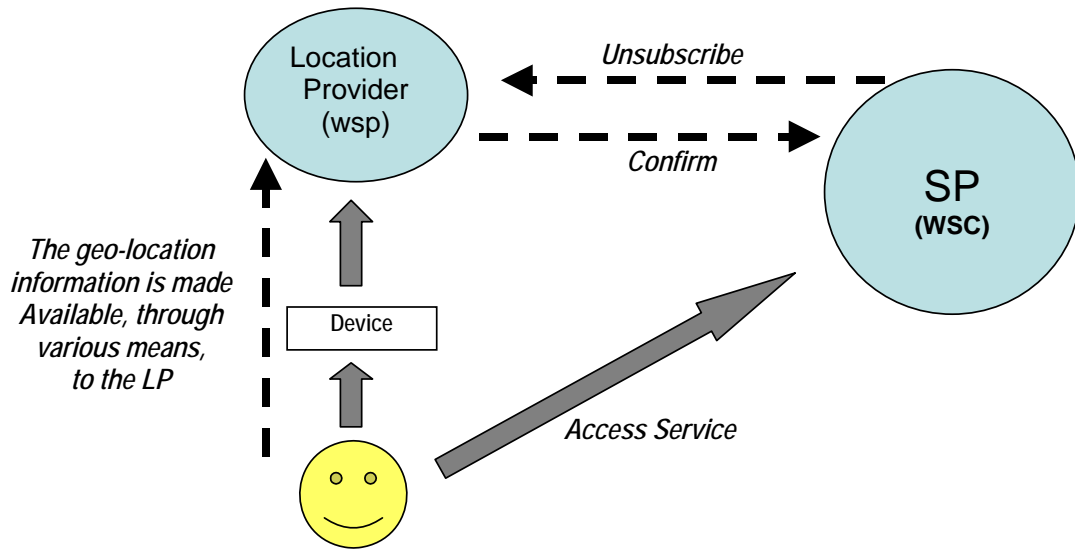 Location
Provider
(wsp)
Unsubscribe
Confirm
SP
(WSC)
The geo-location
information is made
Available, through
various means,
to the LP
Device
Access Service